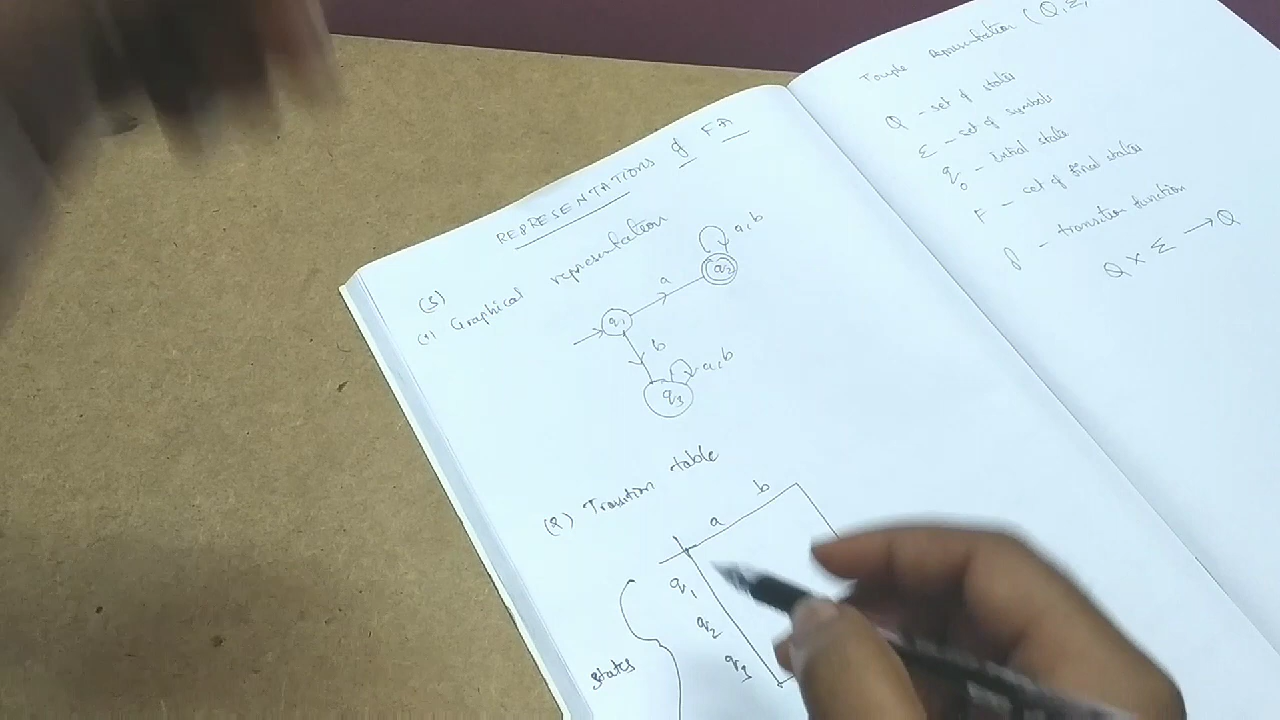 REPRESENTATIONS of FA
(3)
(1) Graphical representation
a, b
q2
a
q1
b
a, b
q3
(2) Transition table
a b
q1
q2
q3
states
representation (Q, Σ,
Q - set of states
Σ - set of symbols
q0 - initial state
F - set of final states
- transition function
Q × Σ → Q